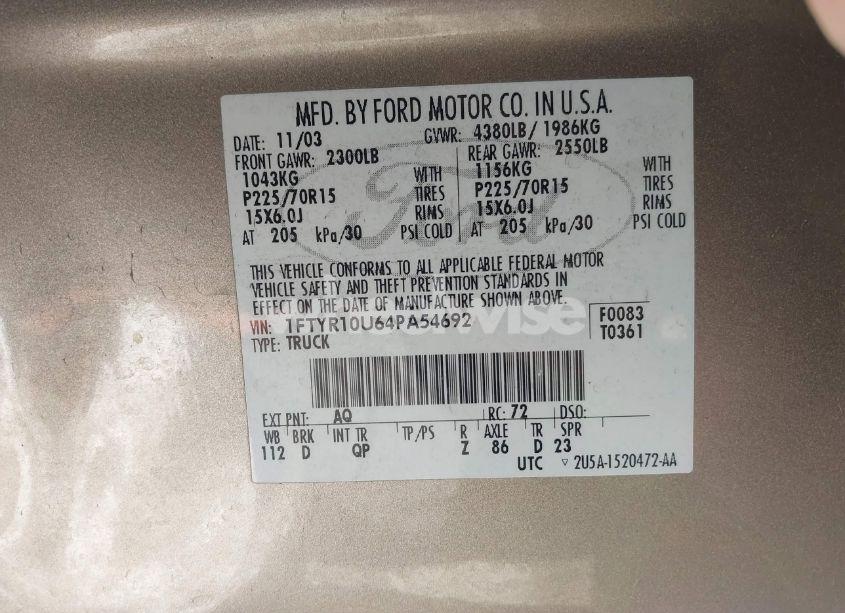 MFD. BY FORD MOTOR CO. IN U.S.A.
DATE: 11/03 GVWR: 4380LB/ 1986KG
FRONT GAWR: 2300LB REAR GAWR: 2550LB
1043KG WITH 1156KG WITH
P225/70R15 TIRES P225/70R15 TIRES
15X6.0J RIMS 15X6.0J RIMS
AT 205 kPa/30 PSI COLD AT 205 kPa/30 PSI COLD
Ford
THIS VEHICLE CONFORMS TO ALL APPLICABLE FEDERAL MOTOR
VEHICLE SAFETY AND THEFT PREVENTION STANDARDS IN
EFFECT ON THE DATE OF MANUFACTURE SHOWN ABOVE.
VIN: 1FTYR10U64PA54692 F0083
TYPE: TRUCK T0361
EXT PNT: AQ RC: 72 DSO:
WB BRK INT TR TP/PS R AXLE TR SPR
112 D QP Z 86 D 23
UTC ▽ 2U5A-1520472-AA